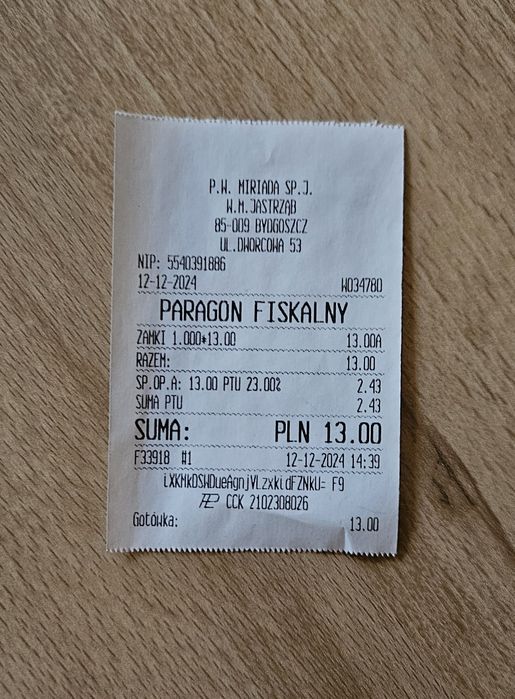 P.W. MIRIADA SP.J.
W.M.JASTRZĄB
85-009 BYDGOSZCZ
UL.DWORCOWA 53
NIP: 5540391886
12-12-2024 W034780
PARAGON FISKALNY
ZAMKI 1.000*13.00 13.00A
RAZEM: 13.00
SP.OP.A: 13.00 PTU 23.00% 2.43
SUMA PTU 2.43
SUMA: PLN 13.00
F33918 #1 12-12-2024 14:39
F9
CCK 2102308026
Gotówka: 13.00